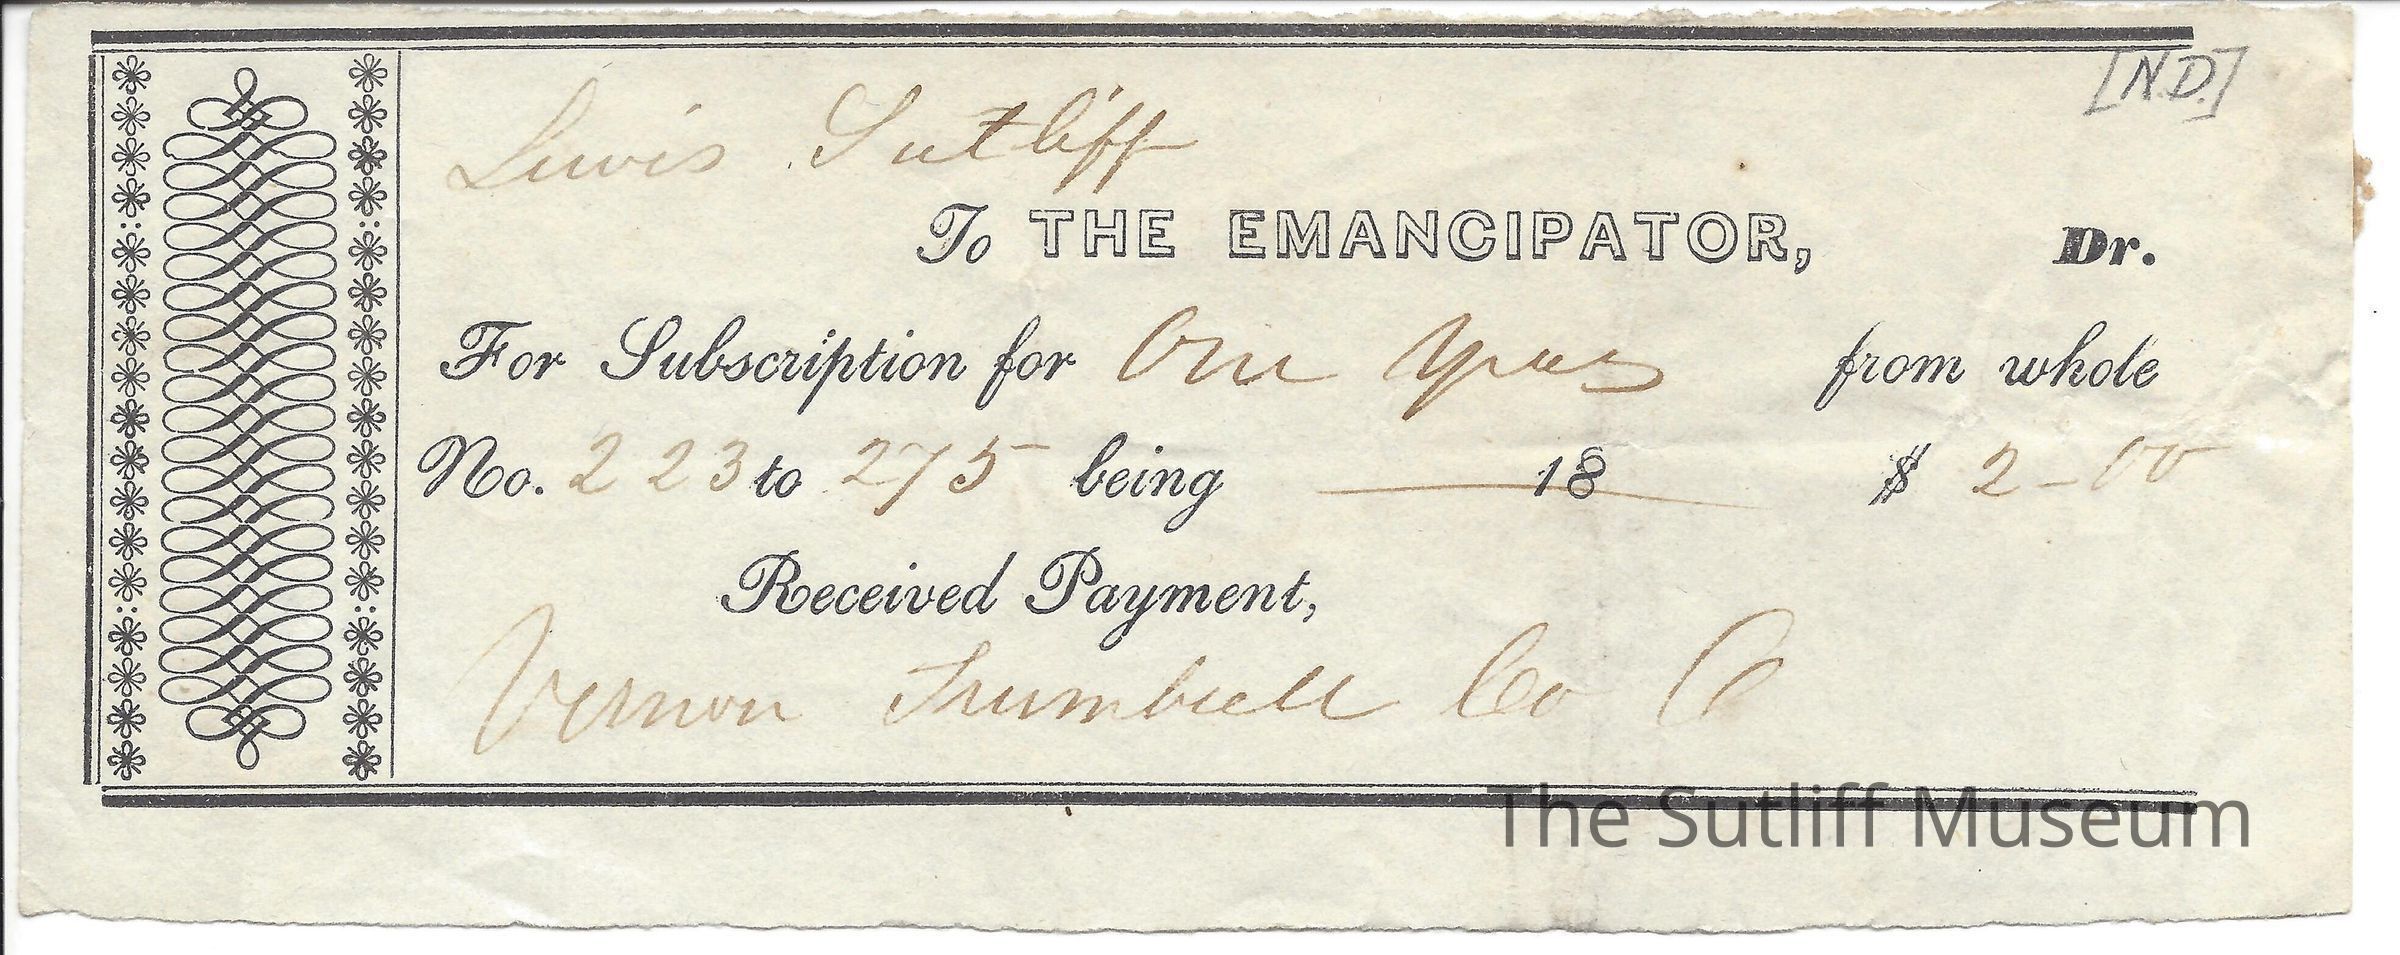 [N.D.]
Lewis Sutliff
To THE EMANCIPATOR, Dr.
For Subscription for One Year from whole
No. 223 to 275 being 18 $ 2-00
Received Payment,
Vernon Trumbull Co O
The Sutliff Museum